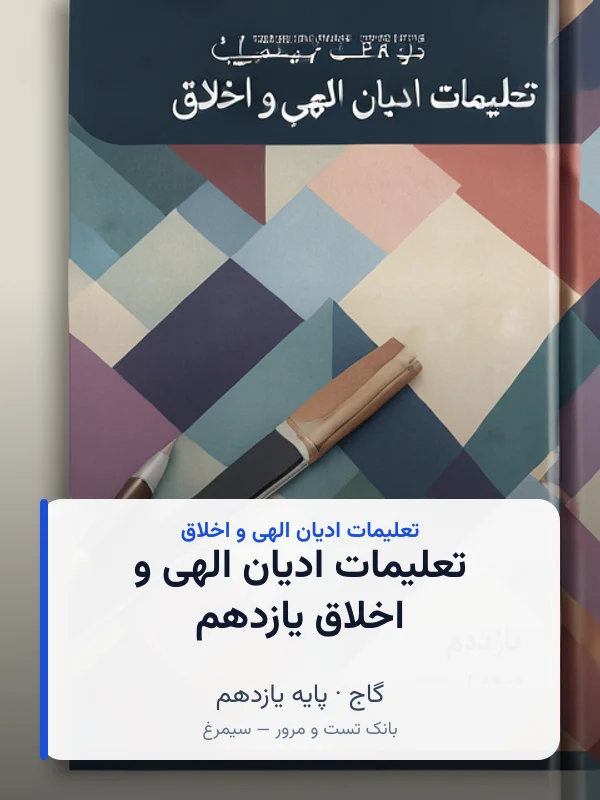 تعلیمات ادیان الهی و اخلاق
تعلیمات ادیان الهی و اخلاق
تعلیمات ادیان الهی و
اخلاق یازدهم
گاج · پایه یازدهم
بانک تست و مرور — سیمرغ